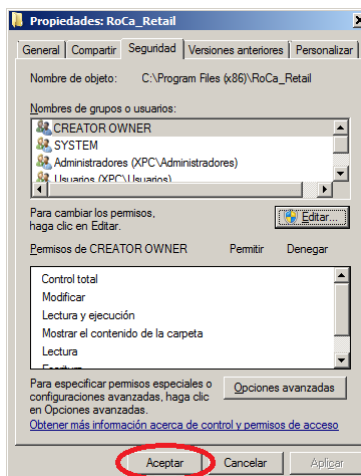 Propiedades: RoCa_Retail
General Compartir Seguridad Versiones anteriores Personalizar
Nombre de objeto: C:\Program Files (x86)\RoCa_Retail
Nombres de grupos o usuarios:
CREATOR OWNER
SYSTEM
Administradores (XPC\Administradores)
Usuarios (XPC\Usuarios)
Para cambiar los permisos,
haga clic en Editar.
Editar...
Permisos de CREATOR OWNER Permitir Denegar
Control total
Modificar
Lectura y ejecución
Mostrar el contenido de la carpeta
Lectura
Escritura
Para especificar permisos especiales o
configuraciones avanzadas, haga clic
en Opciones avanzadas.
Opciones avanzadas
Obtener más información acerca de control y permisos de acceso
Aceptar Cancelar Aplicar